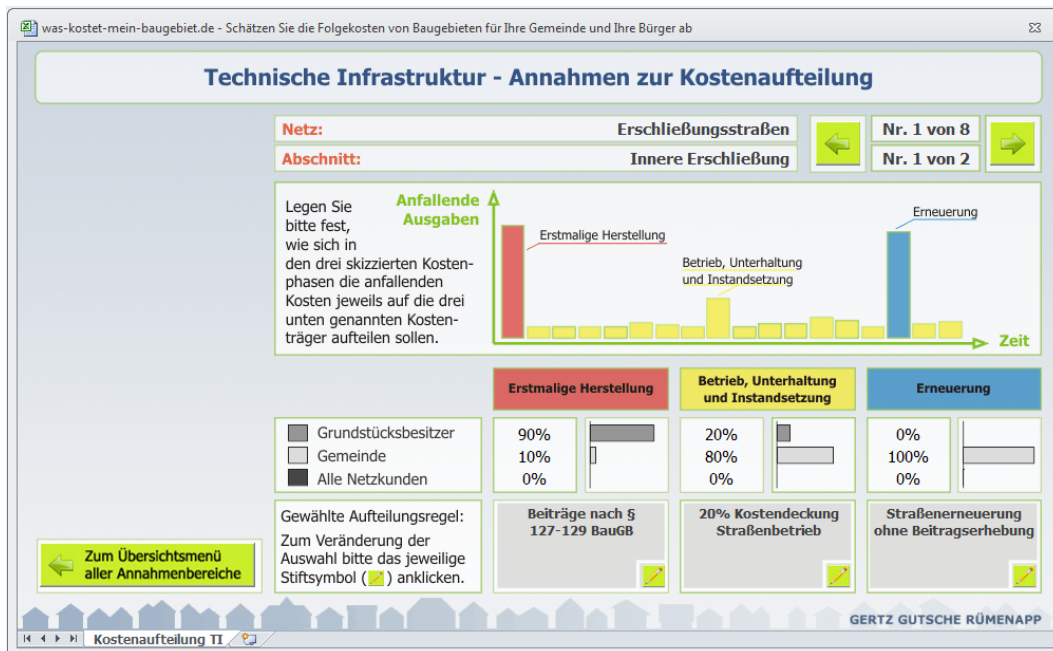 was-kostet-mein-baugebiet.de - Schätzen Sie die Folgekosten von Baugebieten für Ihre Gemeinde und Ihre Bürger ab
Technische Infrastruktur - Annahmen zur Kostenaufteilung
Netz: Erschließungsstraßen
Nr. 1 von 8
Abschnitt: Innere Erschließung
Nr. 1 von 2
Legen Sie
bitte fest,
wie sich in
den drei skizzierten Kosten-
phasen die anfallenden
Kosten jeweils auf die drei
unten genannten Kosten-
träger aufteilen sollen.
Anfallende
Ausgaben
Erstmalige Herstellung
Betrieb, Unterhaltung
und Instandsetzung
Erneuerung
Zeit
Erstmalige Herstellung
Betrieb, Unterhaltung
und Instandsetzung
Erneuerung
Grundstücksbesitzer 90% 20% 0%
Gemeinde 10% 80% 100%
Alle Netzkunden 0% 0% 0%
Gewählte Aufteilungsregel:
Zum Veränderung der
Auswahl bitte das jeweilige
Stiftsymbol ( ) anklicken.
Beiträge nach §
127-129 BauGB
20% Kostendeckung
Straßenbetrieb
Straßenerneuerung
ohne Beitragserhebung
Zum Übersichtsmenü
aller Annahmenbereiche
GERTZ GUTSCHE RÜMENAPP
Kostenaufteilung TI